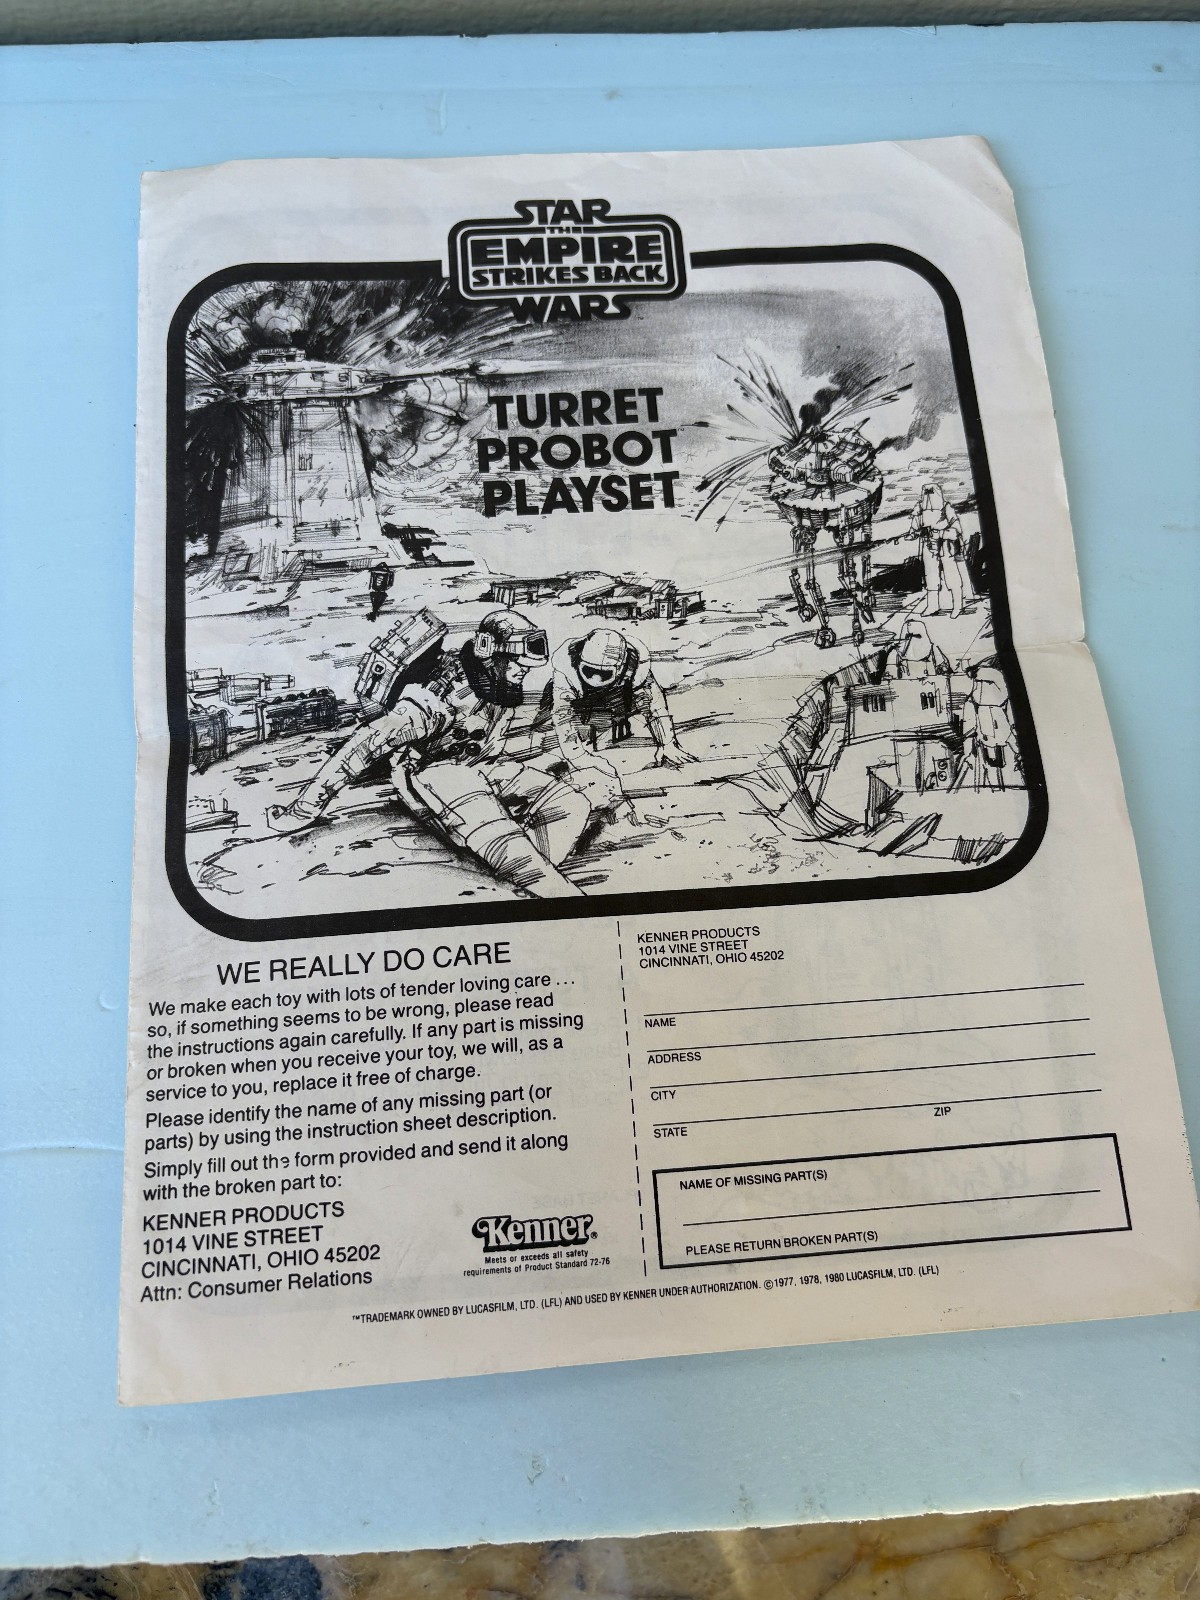 STAR
THE
EMPIRE
STRIKES BACK
WARS
TURRET
PROBOT
PLAYSET
WE REALLY DO CARE
We make each toy with lots of tender loving care ...
so, if something seems to be wrong, please read
the instructions again carefully. If any part is missing
or broken when you receive your toy, we will, as a
service to you, replace it free of charge.
Please identify the name of any missing part (or
parts) by using the instruction sheet description.
Simply fill out the form provided and send it along
with the broken part to:
KENNER PRODUCTS
1014 VINE STREET
CINCINNATI, OHIO 45202
Attn: Consumer Relations
Kenner®
Meets or exceeds all safety
requirements of Product Standard 72-76
KENNER PRODUCTS
1014 VINE STREET
CINCINNATI, OHIO 45202
NAME
ADDRESS
CITY
STATE ZIP
NAME OF MISSING PART(S)
PLEASE RETURN BROKEN PART(S)
™TRADEMARK OWNED BY LUCASFILM, LTD. (LFL) AND USED BY KENNER UNDER AUTHORIZATION. ©1977, 1978, 1980 LUCASFILM, LTD. (LFL)